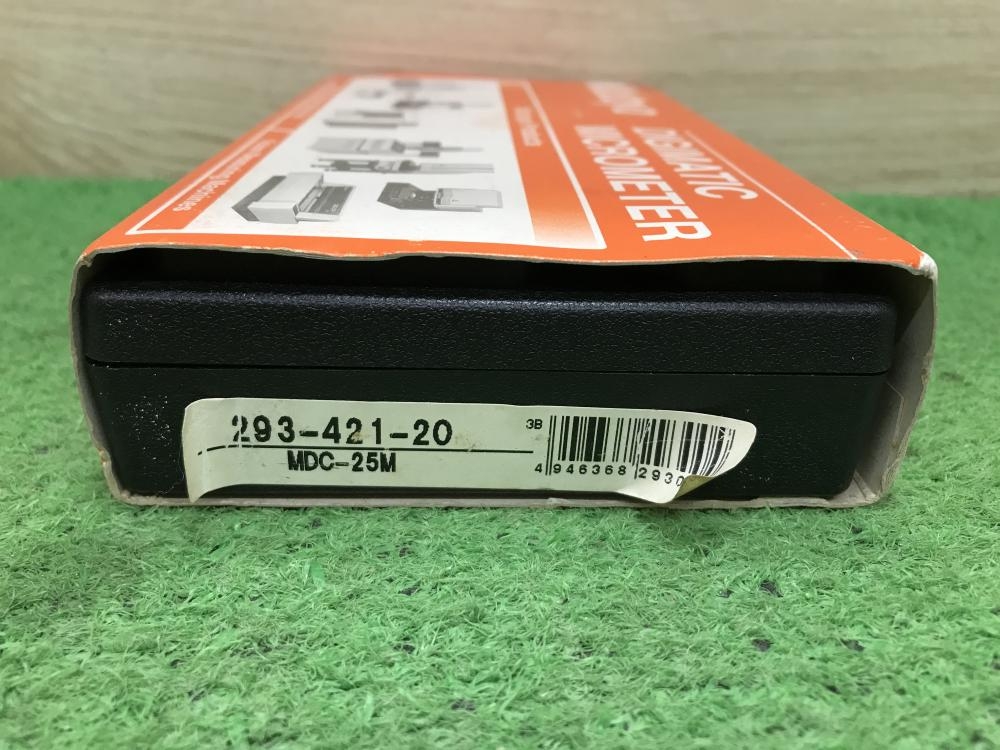 DIGIMATIC
MICROMETER
293-421-20
MDC-25M
3B
4 946368 2930